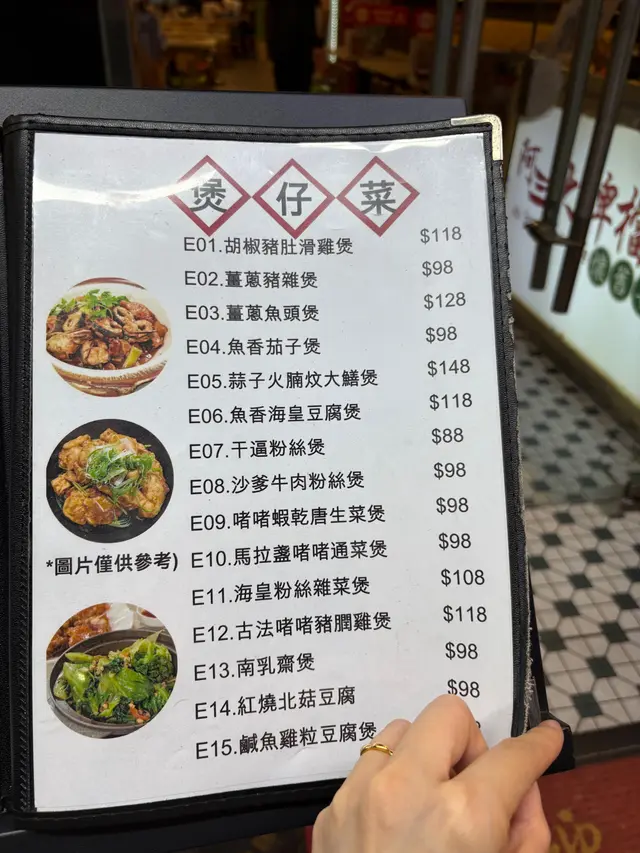 煲仔菜
E01.胡椒豬肚滑雞煲 $118
E02.薑蔥豬雜煲 $98
E03.薑蔥魚頭煲 $128
E04.魚香茄子煲 $98
E05.蒜子火腩炆大鱔煲 $148
E06.魚香海皇豆腐煲 $118
E07.干逼粉絲煲 $88
E08.沙爹牛肉粉絲煲 $98
E09.啫啫蝦乾唐生菜煲 $98
*圖片僅供參考)
E10.馬拉盞啫啫通菜煲 $98
E11.海皇粉絲雜菜煲 $108
E12.古法啫啫豬膶雞煲 $118
E13.南乳齋煲 $98
E14.紅燒北菇豆腐 $98
E15.鹹魚雞粒豆腐煲
阿
大牌檔